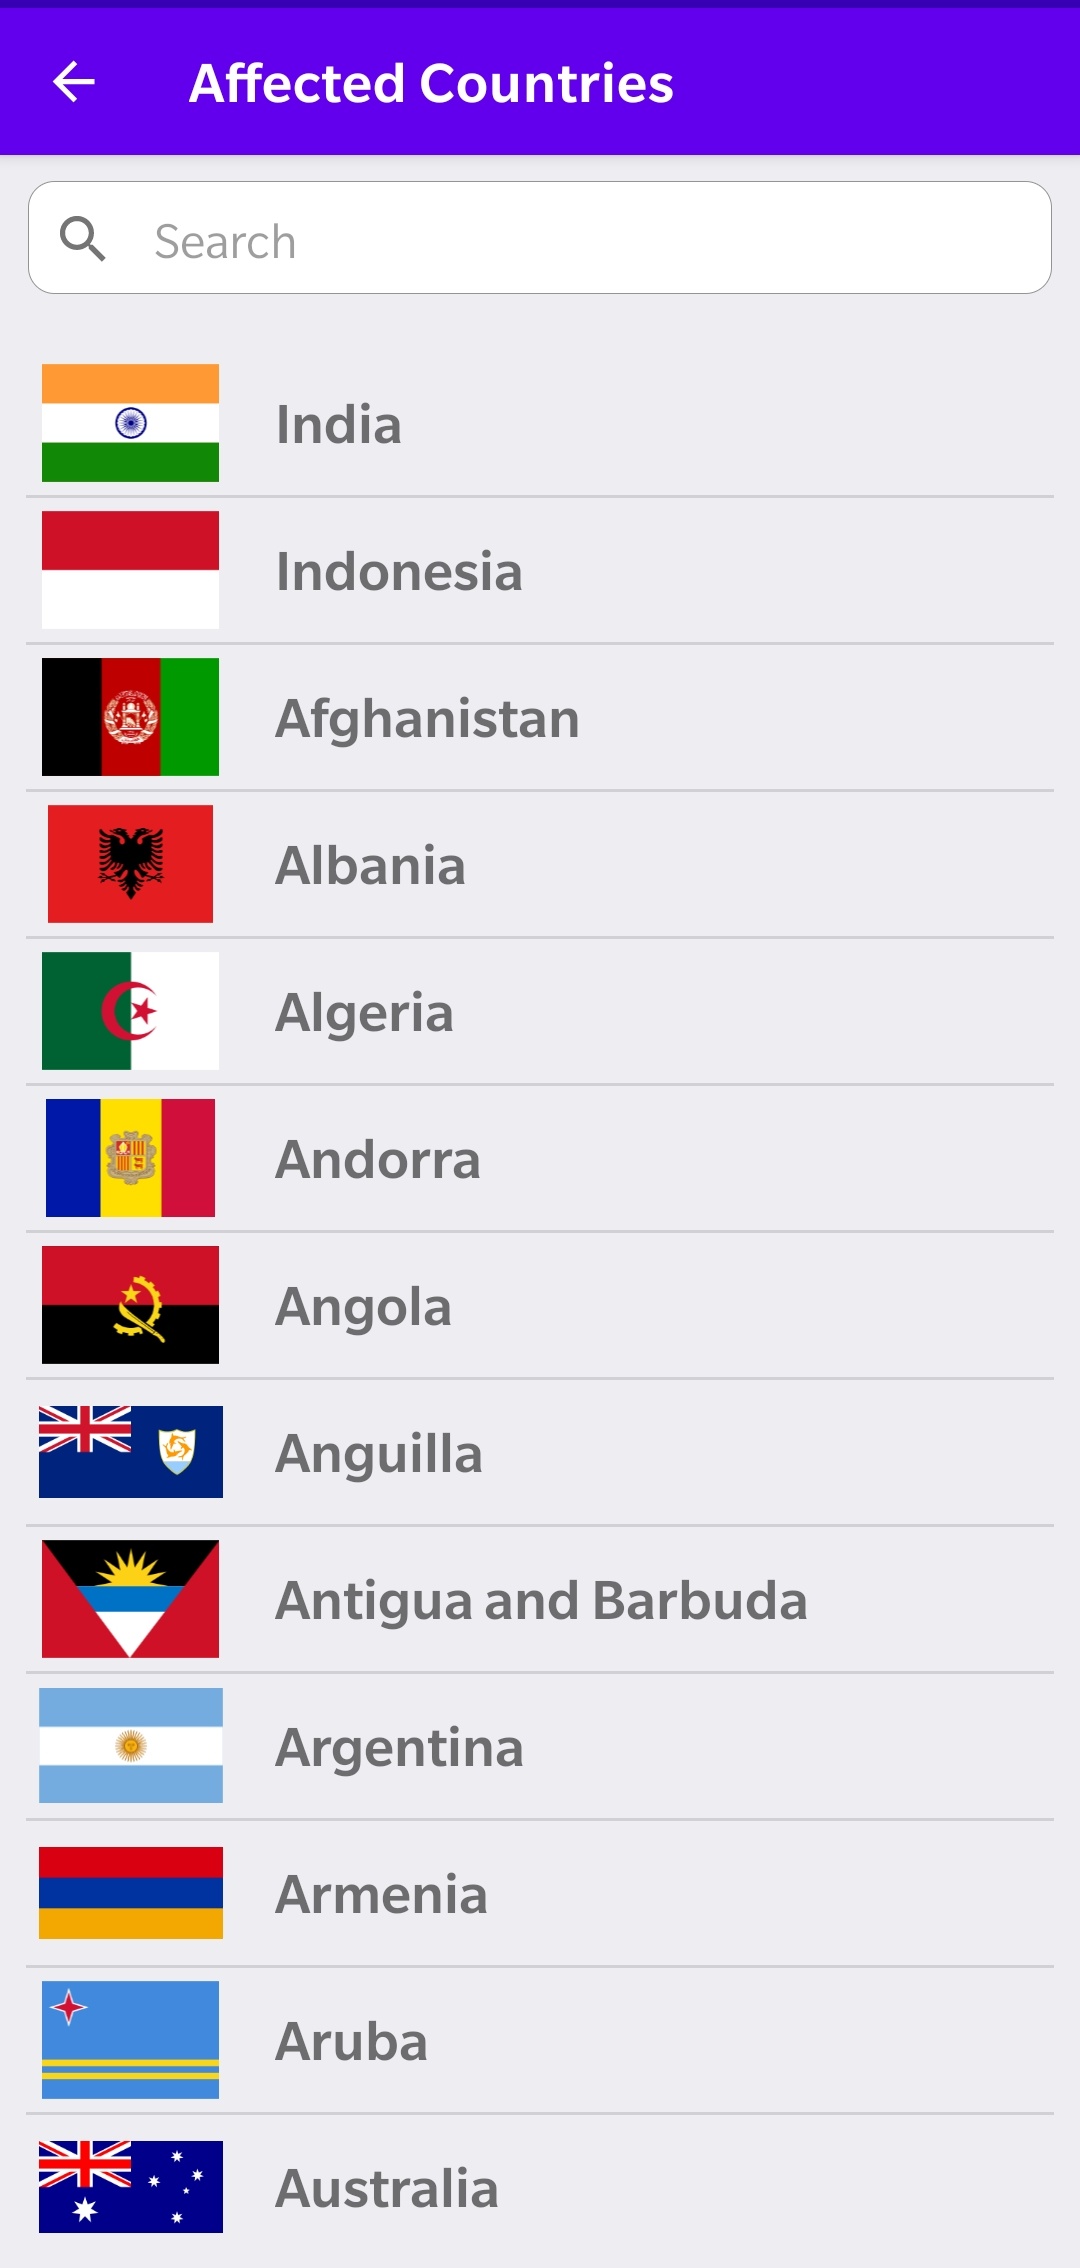 Affected Countries
Search
India
Indonesia
Afghanistan
Albania
Algeria
Andorra
Angola
Anguilla
Antigua and Barbuda
Argentina
Armenia
Aruba
Australia